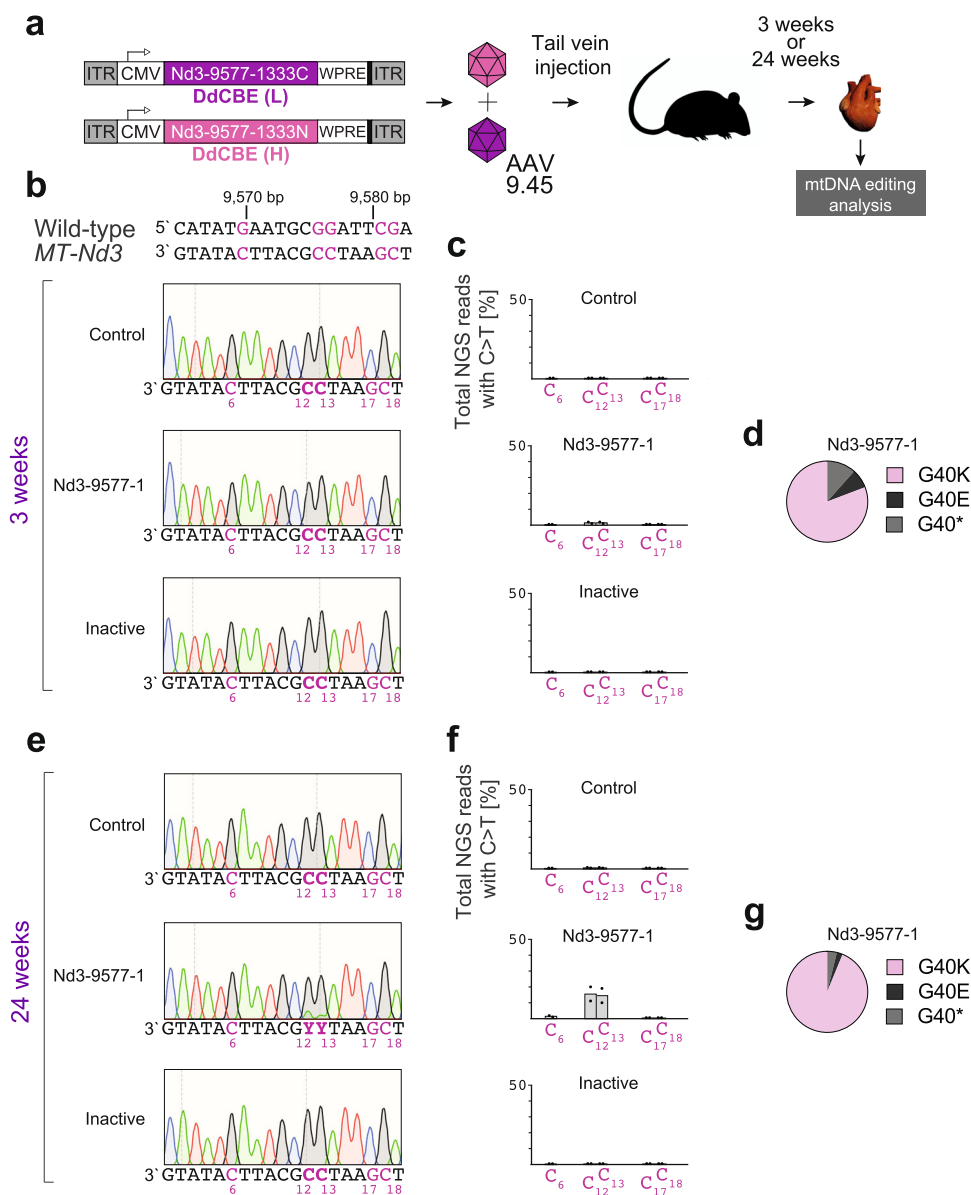 a
ITR CMV Nd3-9577-1333C WPRE ITR
DdCBE (L)
ITR CMV Nd3-9577-1333N WPRE ITR
DdCBE (H)
AAV
9.45
Tail vein
injection
3 weeks
or
24 weeks
mtDNA editing
analysis
b
9,570 bp 9,580 bp
Wild-type 5` CATATGAATGCGGATTCGA
MT-Nd3 3` GTATACTTACGCCTAAGCT
3 weeks
Control
3`GTATACTTACGCCTAAGCT
6 12 13 17 18
Nd3-9577-1
3`GTATACTTACGCCTAAGCT
6 12 13 17 18
Inactive
3`GTATACTTACGCCTAAGCT
6 12 13 17 18
c
Total NGS reads
with C>T [%]
50
Control
C6 C12 C13 C17 C18
50
Nd3-9577-1
C6 C12 C13 C17 C18
50
Inactive
C6 C12 C13 C17 C18
d
Nd3-9577-1
G40K
G40E
G40*
e
24 weeks
Control
3`GTATACTTACGCCTAAGCT
6 12 13 17 18
Nd3-9577-1
3`GTATACTTACGYYTAAGCT
6 12 13 17 18
Inactive
3`GTATACTTACGCCTAAGCT
6 12 13 17 18
f
Total NGS reads
with C>T [%]
50
Control
C6 C12 C13 C17 C18
50
Nd3-9577-1
C6 C12 C13 C17 C18
50
Inactive
C6 C12 C13 C17 C18
g
Nd3-9577-1
G40K
G40E
G40*